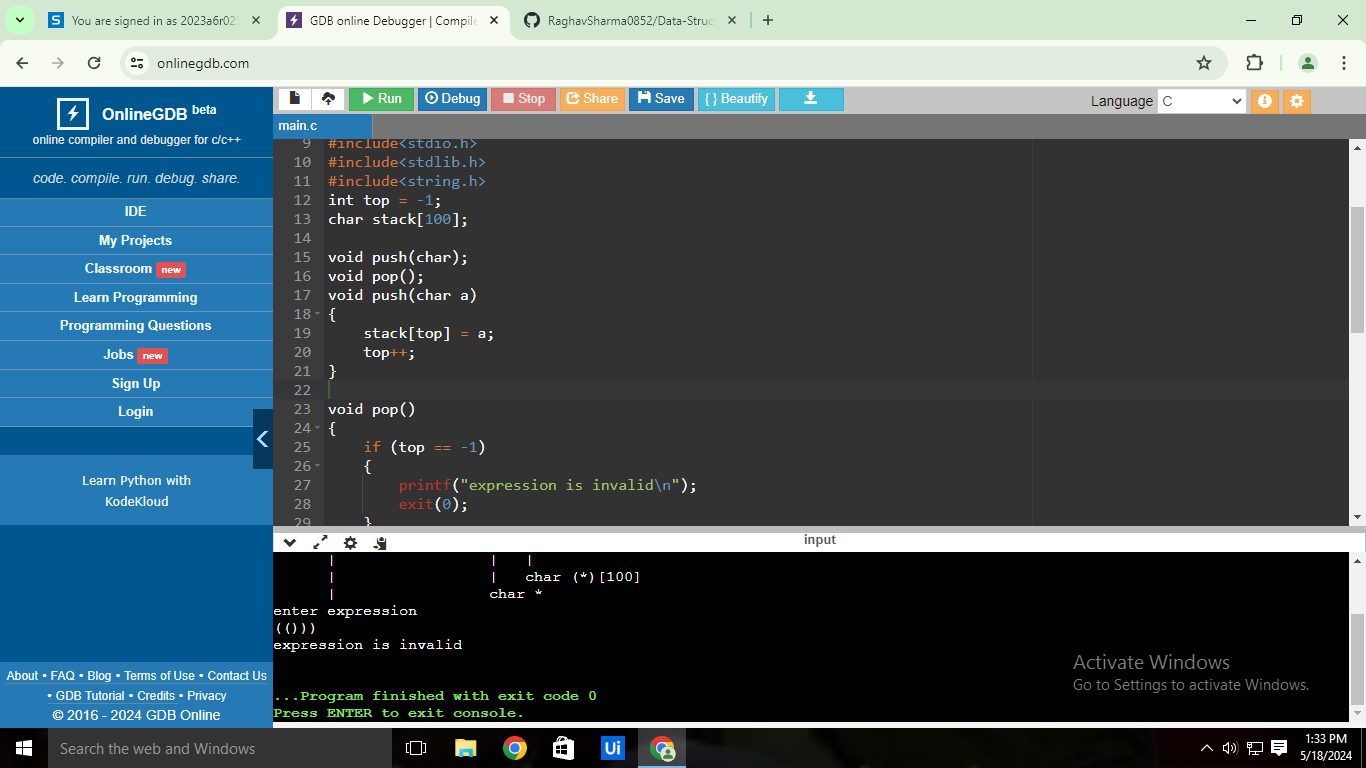 You are signed in as 2023a6r02
GDB online Debugger | Compile
RaghavSharma0852/Data-Struc
onlinegdb.com
OnlineGDB beta
online compiler and debugger for c/c++
code. compile. run. debug. share.
IDE
My Projects
Classroom new
Learn Programming
Programming Questions
Jobs new
Sign Up
Login
Learn Python with
KodeKloud
About • FAQ • Blog • Terms of Use • Contact Us
• GDB Tutorial • Credits • Privacy
© 2016 - 2024 GDB Online
Run Debug Stop Share Save { } Beautify
Language C
main.c
9 #include<stdio.h>
10 #include<stdlib.h>
11 #include<string.h>
12 int top = -1;
13 char stack[100];
14
15 void push(char);
16 void pop();
17 void push(char a)
18 {
19 stack[top] = a;
20 top++;
21 }
22
23 void pop()
24 {
25 if (top == -1)
26 {
27 printf("expression is invalid\n");
28 exit(0);
29 }
input
| | |
| | char (*)[100]
| char *
enter expression
(()))
expression is invalid
...Program finished with exit code 0
Press ENTER to exit console.
Activate Windows
Go to Settings to activate Windows.
Search the web and Windows
Ui
1:33 PM
5/18/2024